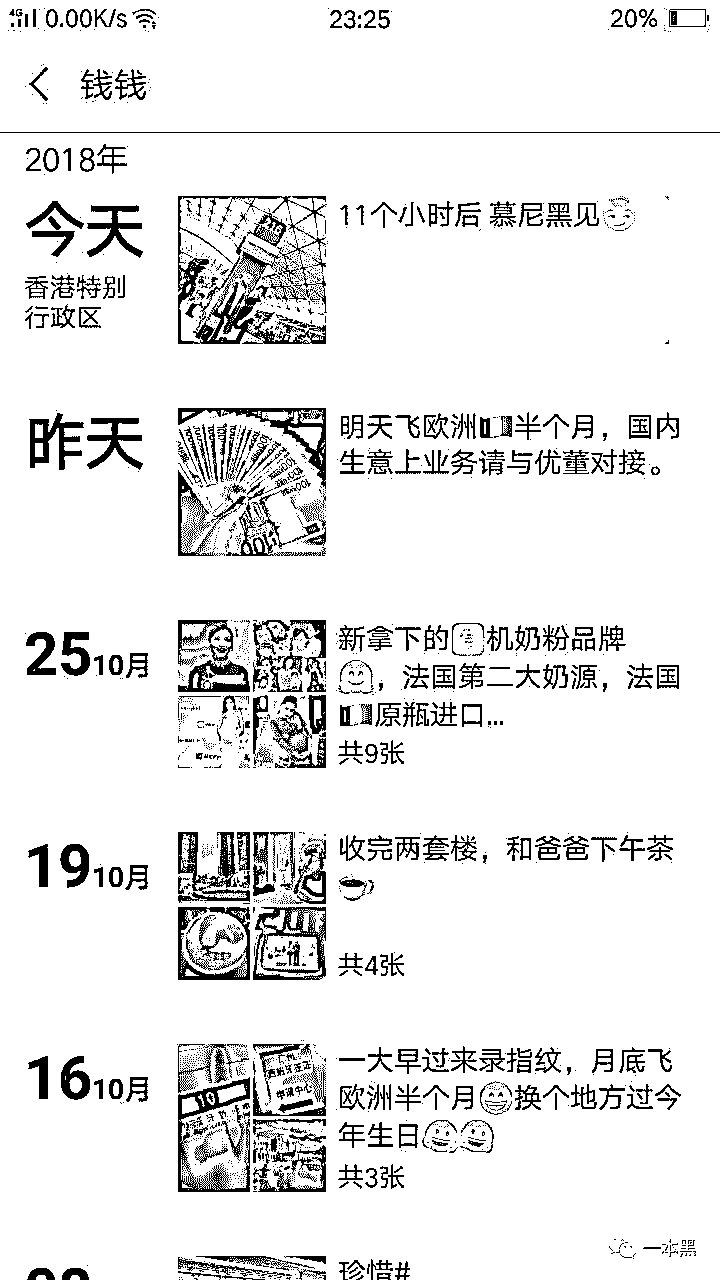 4G 0.00K/s 23:25 20%
钱钱
2018年
今天
香港特别
行政区
11个小时后 慕尼黑见
昨天
明天飞欧洲半个月，国内
生意上业务请与优董对接。
25 10月
新拿下的 机奶粉品牌
，法国第二大奶源，法国
原瓶进口...
共9张
19 10月
收完两套楼，和爸爸下午茶
共4张
16 10月
一大早过来录指纹，月底飞
欧洲半个月 换个地方过今
年生日
共3张
珍惜#
一本黑